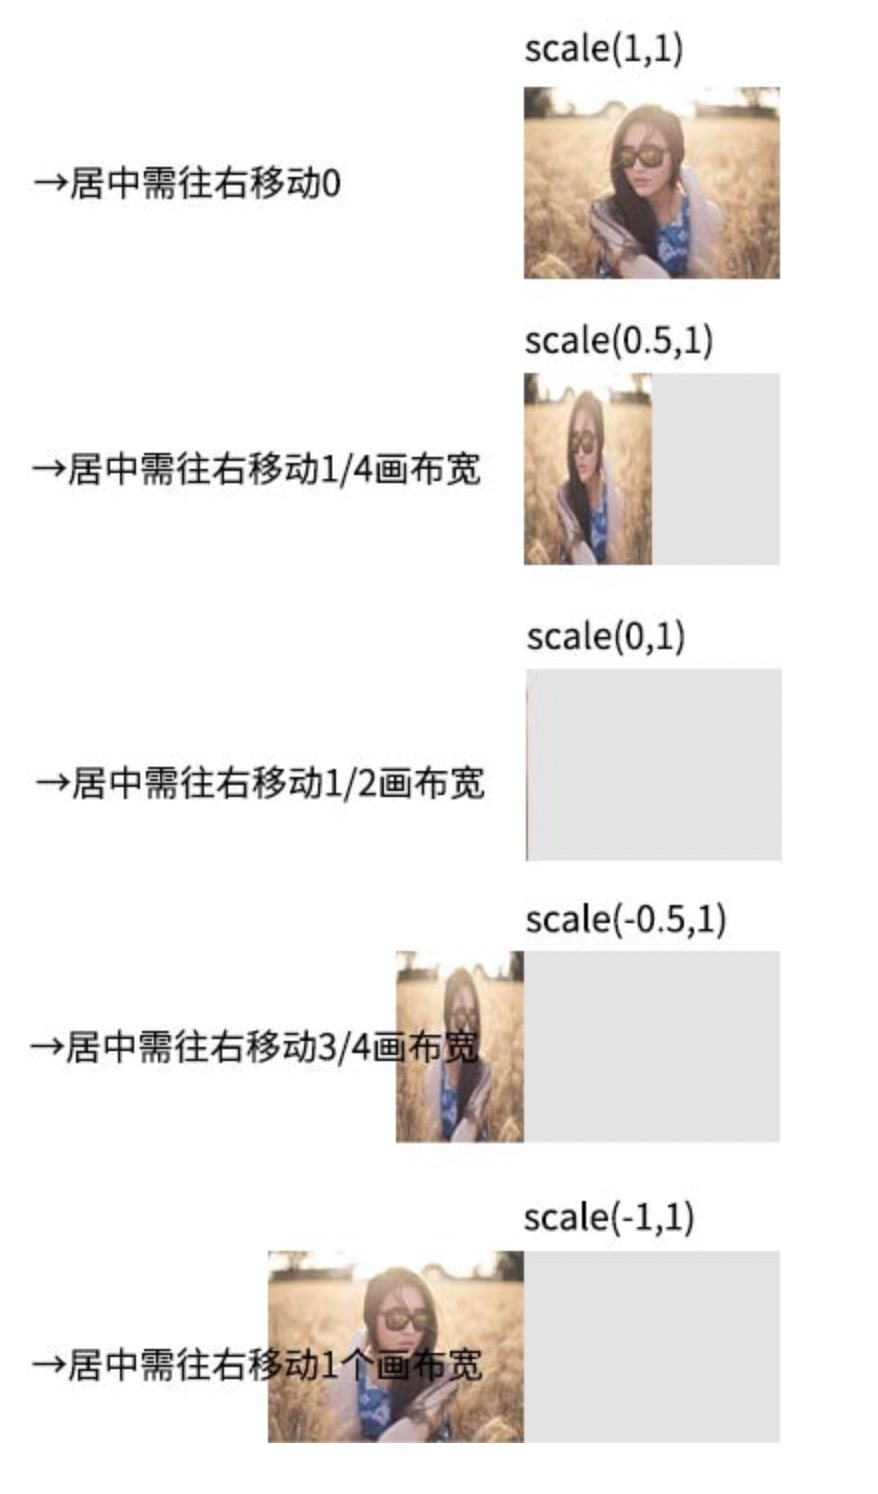 scale(1,1)
→居中需往右移动0
scale(0.5,1)
→居中需往右移动1/4画布宽
scale(0,1)
→居中需往右移动1/2画布宽
scale(-0.5,1)
→居中需往右移动3/4画布宽
scale(-1,1)
→居中需往右移动1个画布宽